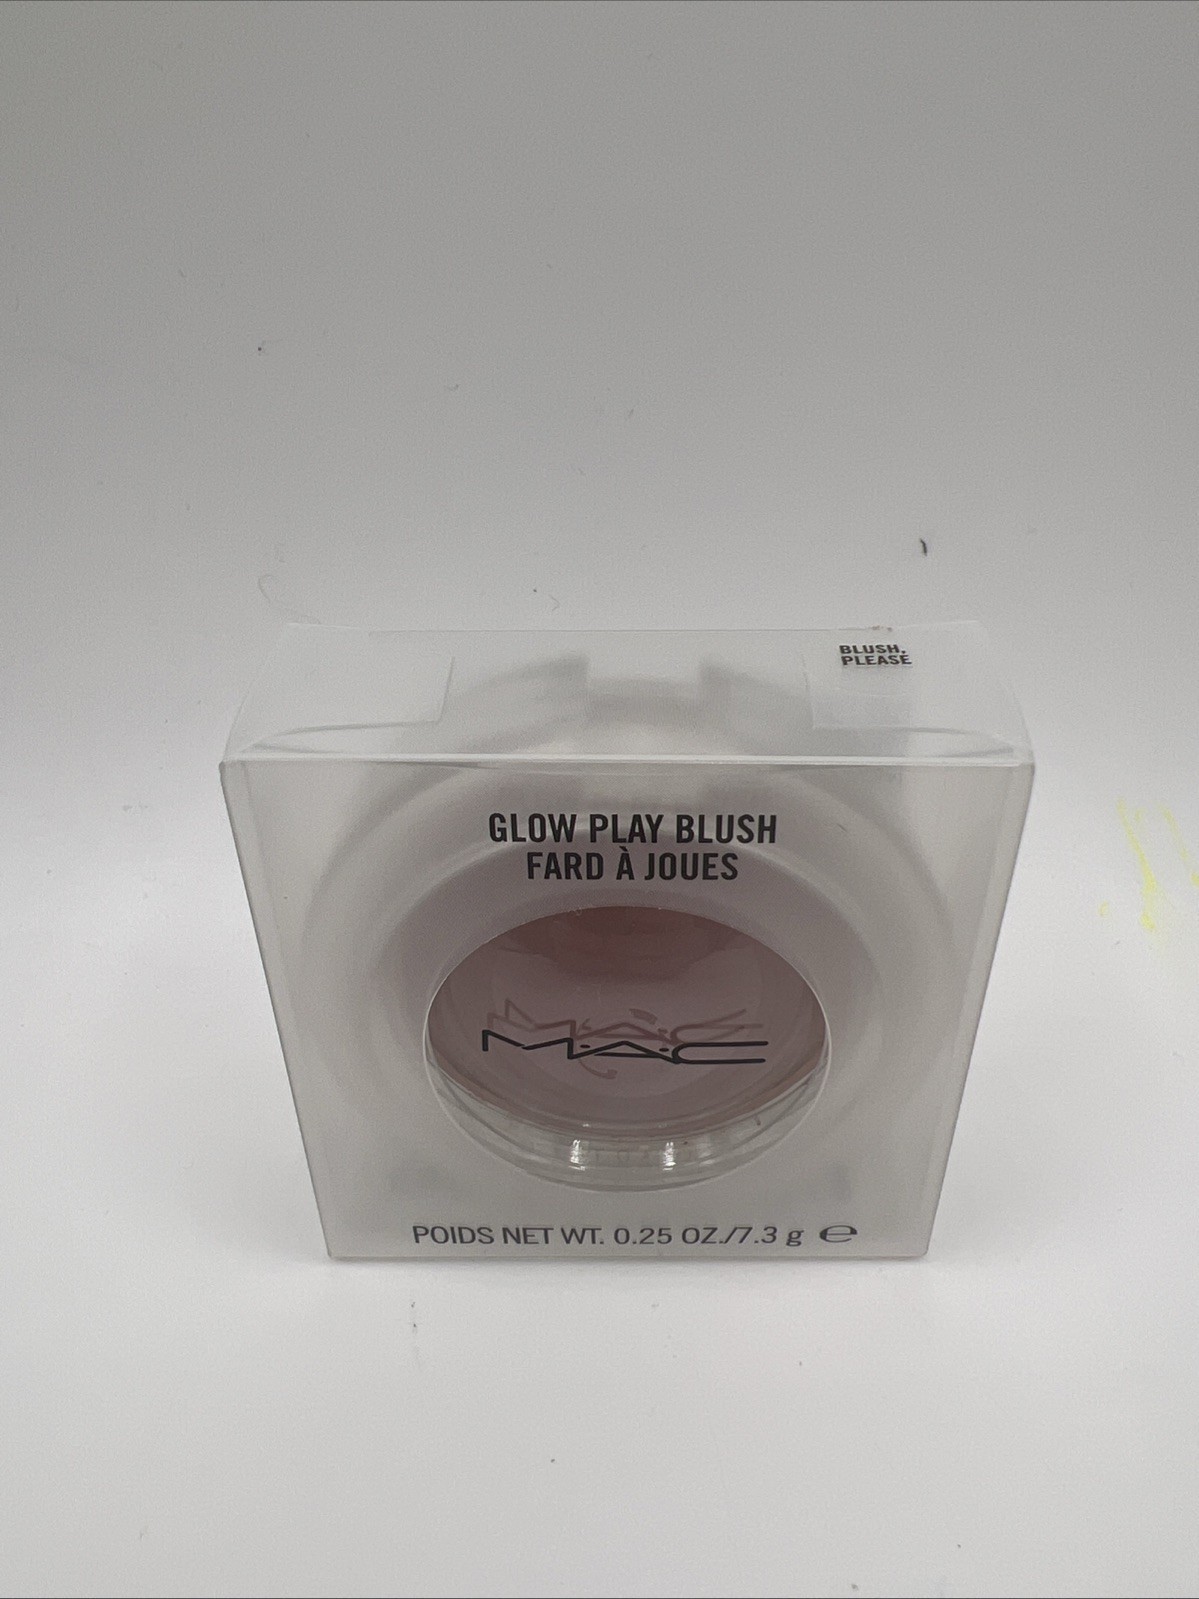 BLUSH,
PLEASE
GLOW PLAY BLUSH
FARD À JOUES
M·A·C
POIDS NET WT. 0.25 OZ./7.3 g ℮